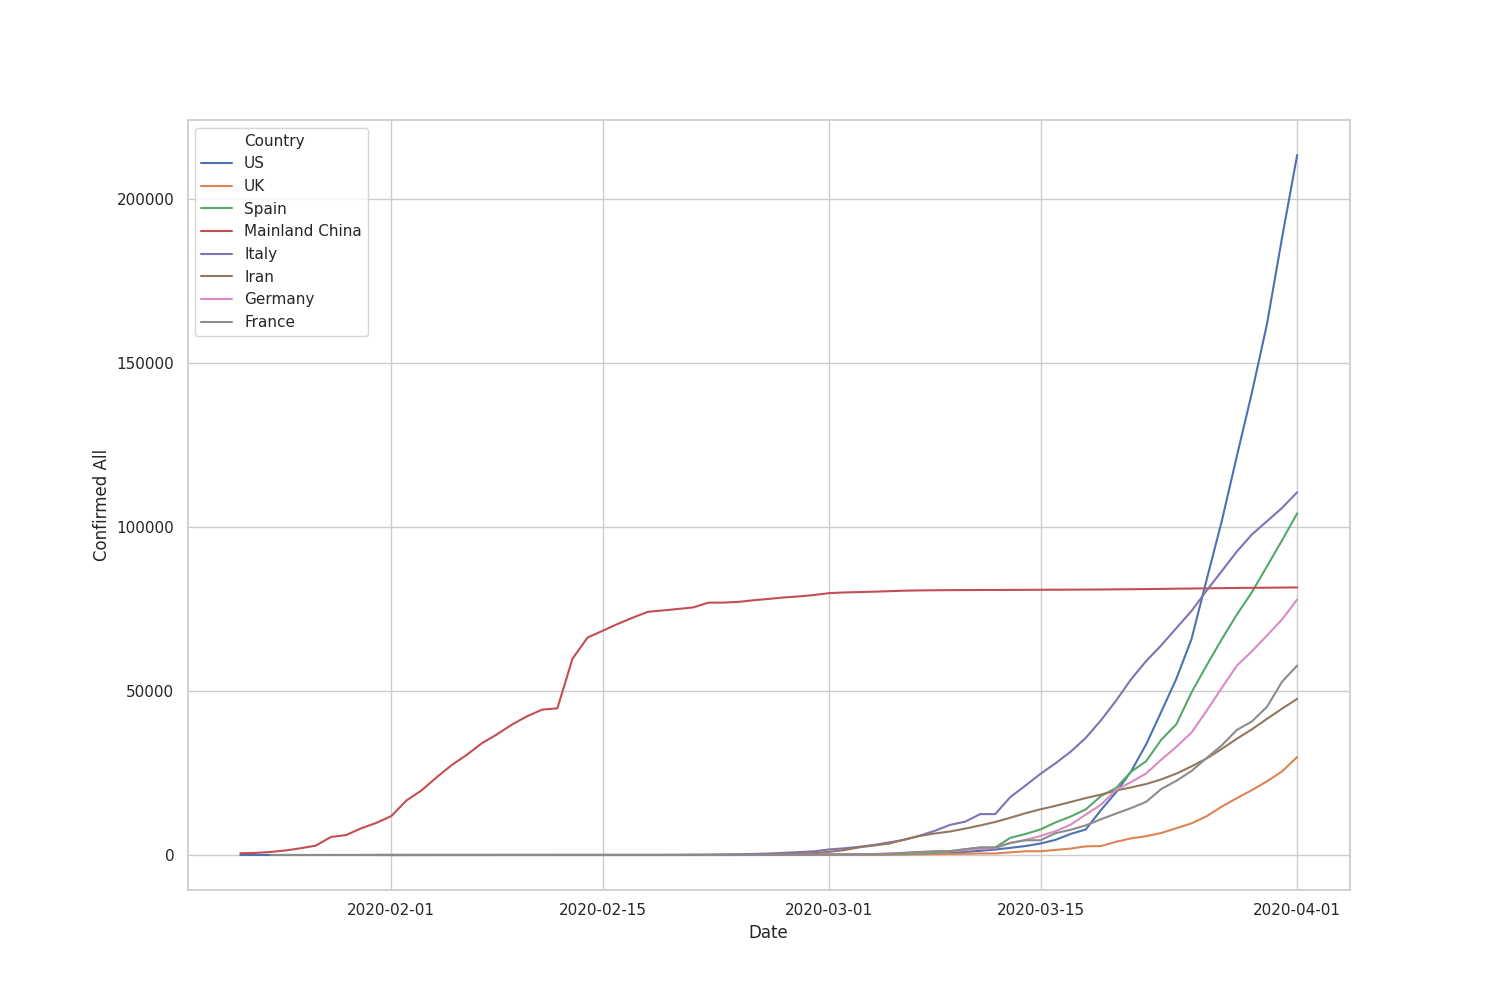 Country
US
UK
Spain
Mainland China
Italy
Iran
Germany
France
200000
150000
100000
50000
0
Confirmed All
2020-02-01 2020-02-15 2020-03-01 2020-03-15 2020-04-01
Date